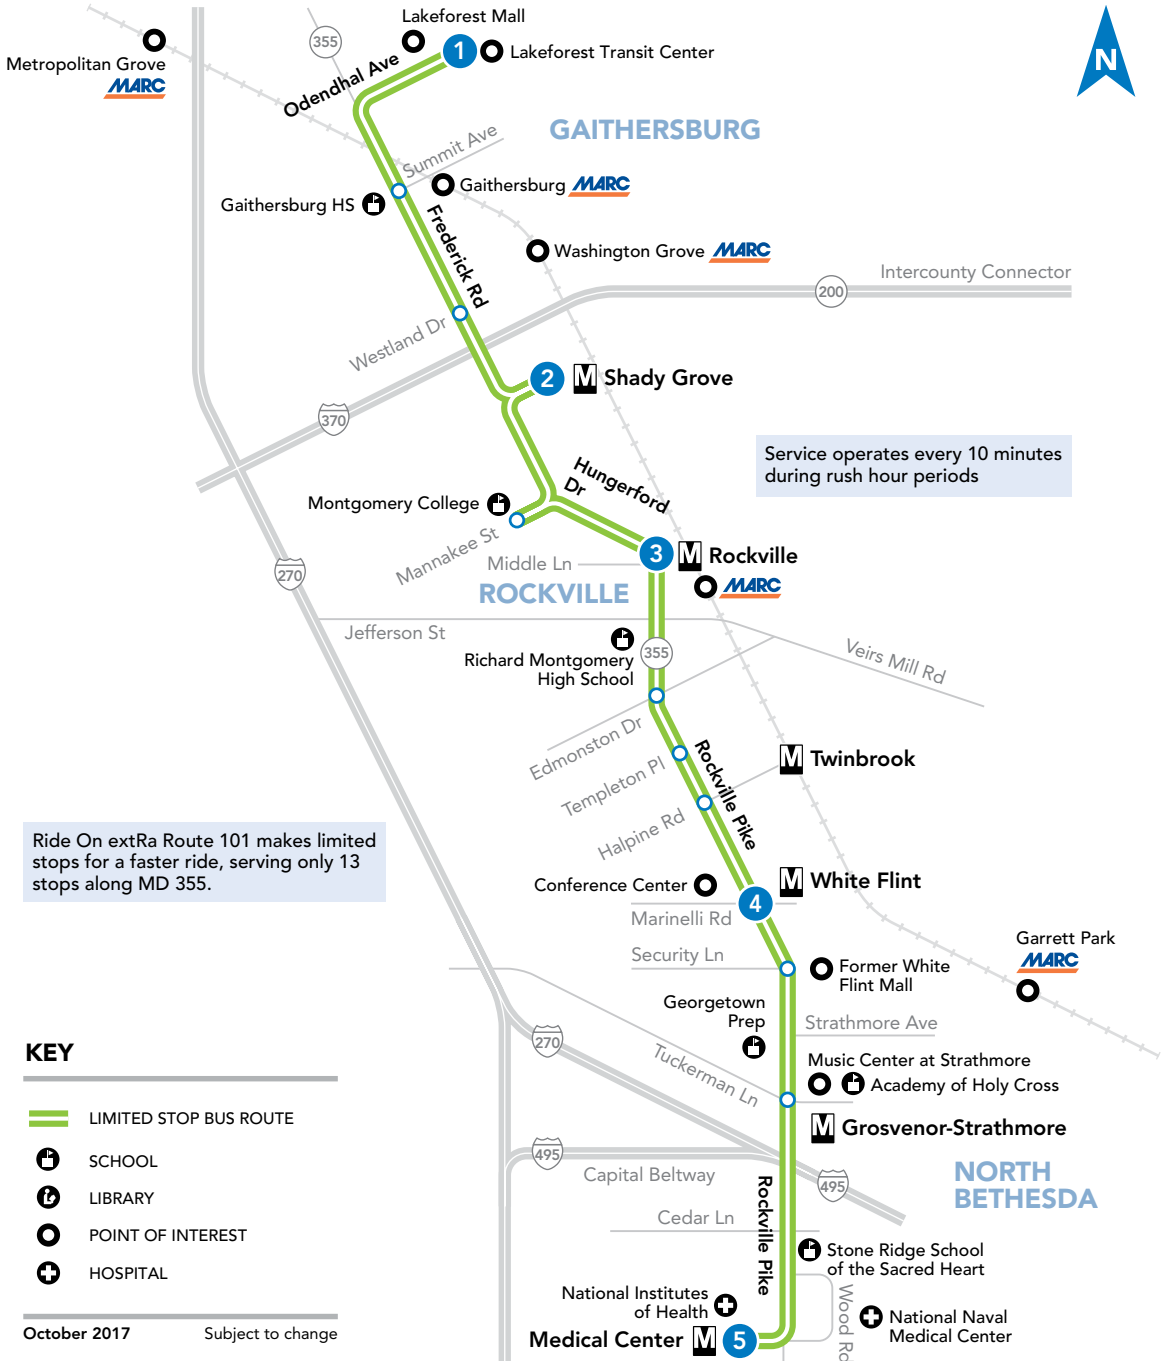 Lakeforest Mall
355
1
Lakeforest Transit Center
N
Metropolitan Grove
MARC
Odendhal Ave
GAITHERSBURG
Summit Ave
Gaithersburg MARC
Gaithersburg HS
Frederick Rd
Washington Grove MARC
Intercounty Connector
200
Westland Dr
2
M Shady Grove
370
Service operates every 10 minutes
during rush hour periods
Hungerford
Dr
Montgomery College
Mannakee St
3
M Rockville
Middle Ln
MARC
ROCKVILLE
270
Jefferson St
355
Richard Montgomery
High School
Veirs Mill Rd
Edmonston Dr
Rockville Pike
Templeton Pl
M Twinbrook
Halpine Rd
Ride On extRa Route 101 makes limited
stops for a faster ride, serving only 13
stops along MD 355.
Conference Center
M White Flint
4
Marinelli Rd
Security Ln
Former White
Flint Mall
Garrett Park
MARC
Georgetown
Prep
Strathmore Ave
270
Tuckerman Ln
Music Center at Strathmore
Academy of Holy Cross
M Grosvenor-Strathmore
495
Capital Beltway
495
NORTH
BETHESDA
Rockville Pike
Cedar Ln
Stone Ridge School
of the Sacred Heart
National Institutes
of Health
Wood Rd
National Naval
Medical Center
Medical Center M
5
KEY
LIMITED STOP BUS ROUTE
SCHOOL
LIBRARY
POINT OF INTEREST
HOSPITAL
October 2017 Subject to change